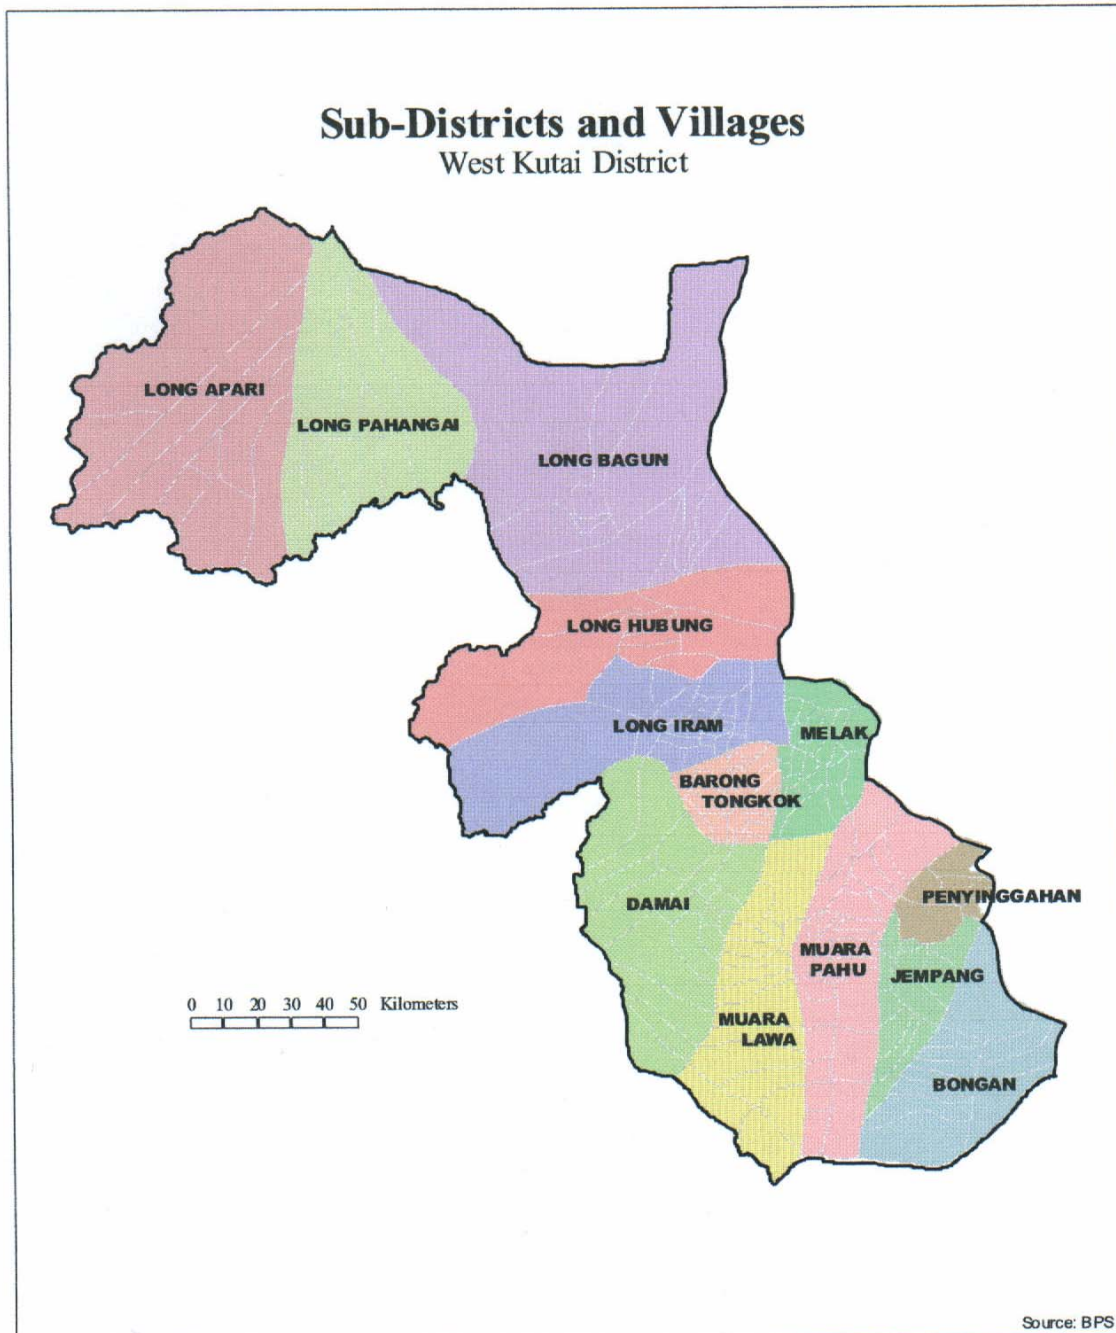 Sub-Districts and Villages
West Kutai District
LONG APARI
LONG PAHANGAI
LONG BAGUN
LONG HUBUNG
LONG IRAM
MELAK
BARONG
TONGKOK
DAMAI
PENYINGGAHAN
MUARA
PAHU
JEMPANG
0 10 20 30 40 50 Kilometers
MUARA
LAWA
BONGAN
Source: BPS